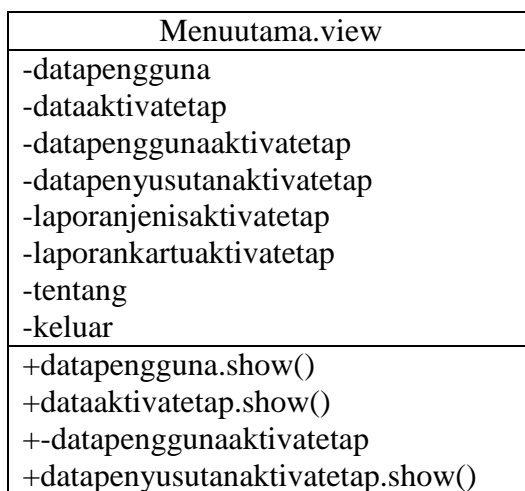 Menuutama.view
-datapengguna
-dataaktivatetap
-datapenggunaaktivatetap
-datapenyusutanaktivatetap
-laporanjenisaktivatetap
-laporankartuaktivatetap
-tentang
-keluar
+datapengguna.show()
+dataaktivatetap.show()
+-datapenggunaaktivatetap
+datapenyusutanaktivatetap.show()